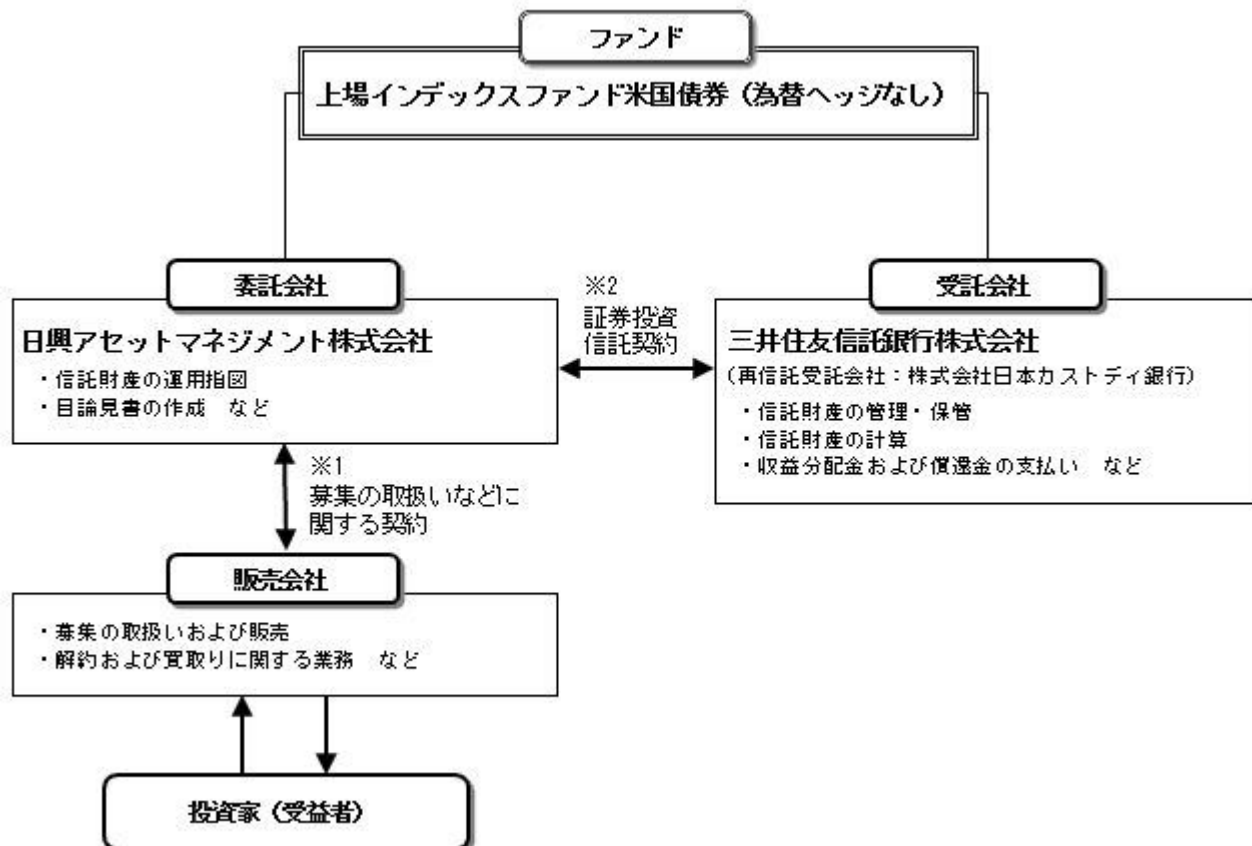 ファンド
上場インデックスファンド米国債券（為替ヘッジなし）
委託会社
日興アセットマネジメント株式会社
・信託財産の運用指図
・目論見書の作成　など
※2
証券投資
信託契約
受託会社
三井住友信託銀行株式会社
（再信託受託会社：株式会社日本カストディ銀行）
・信託財産の管理・保管
・信託財産の計算
・収益分配金および償還金の支払い　など
※1
募集の取扱いなどに
関する契約
販売会社
・募集の取扱いおよび販売
・解約および買取りに関する業務　など
投資家（受益者）